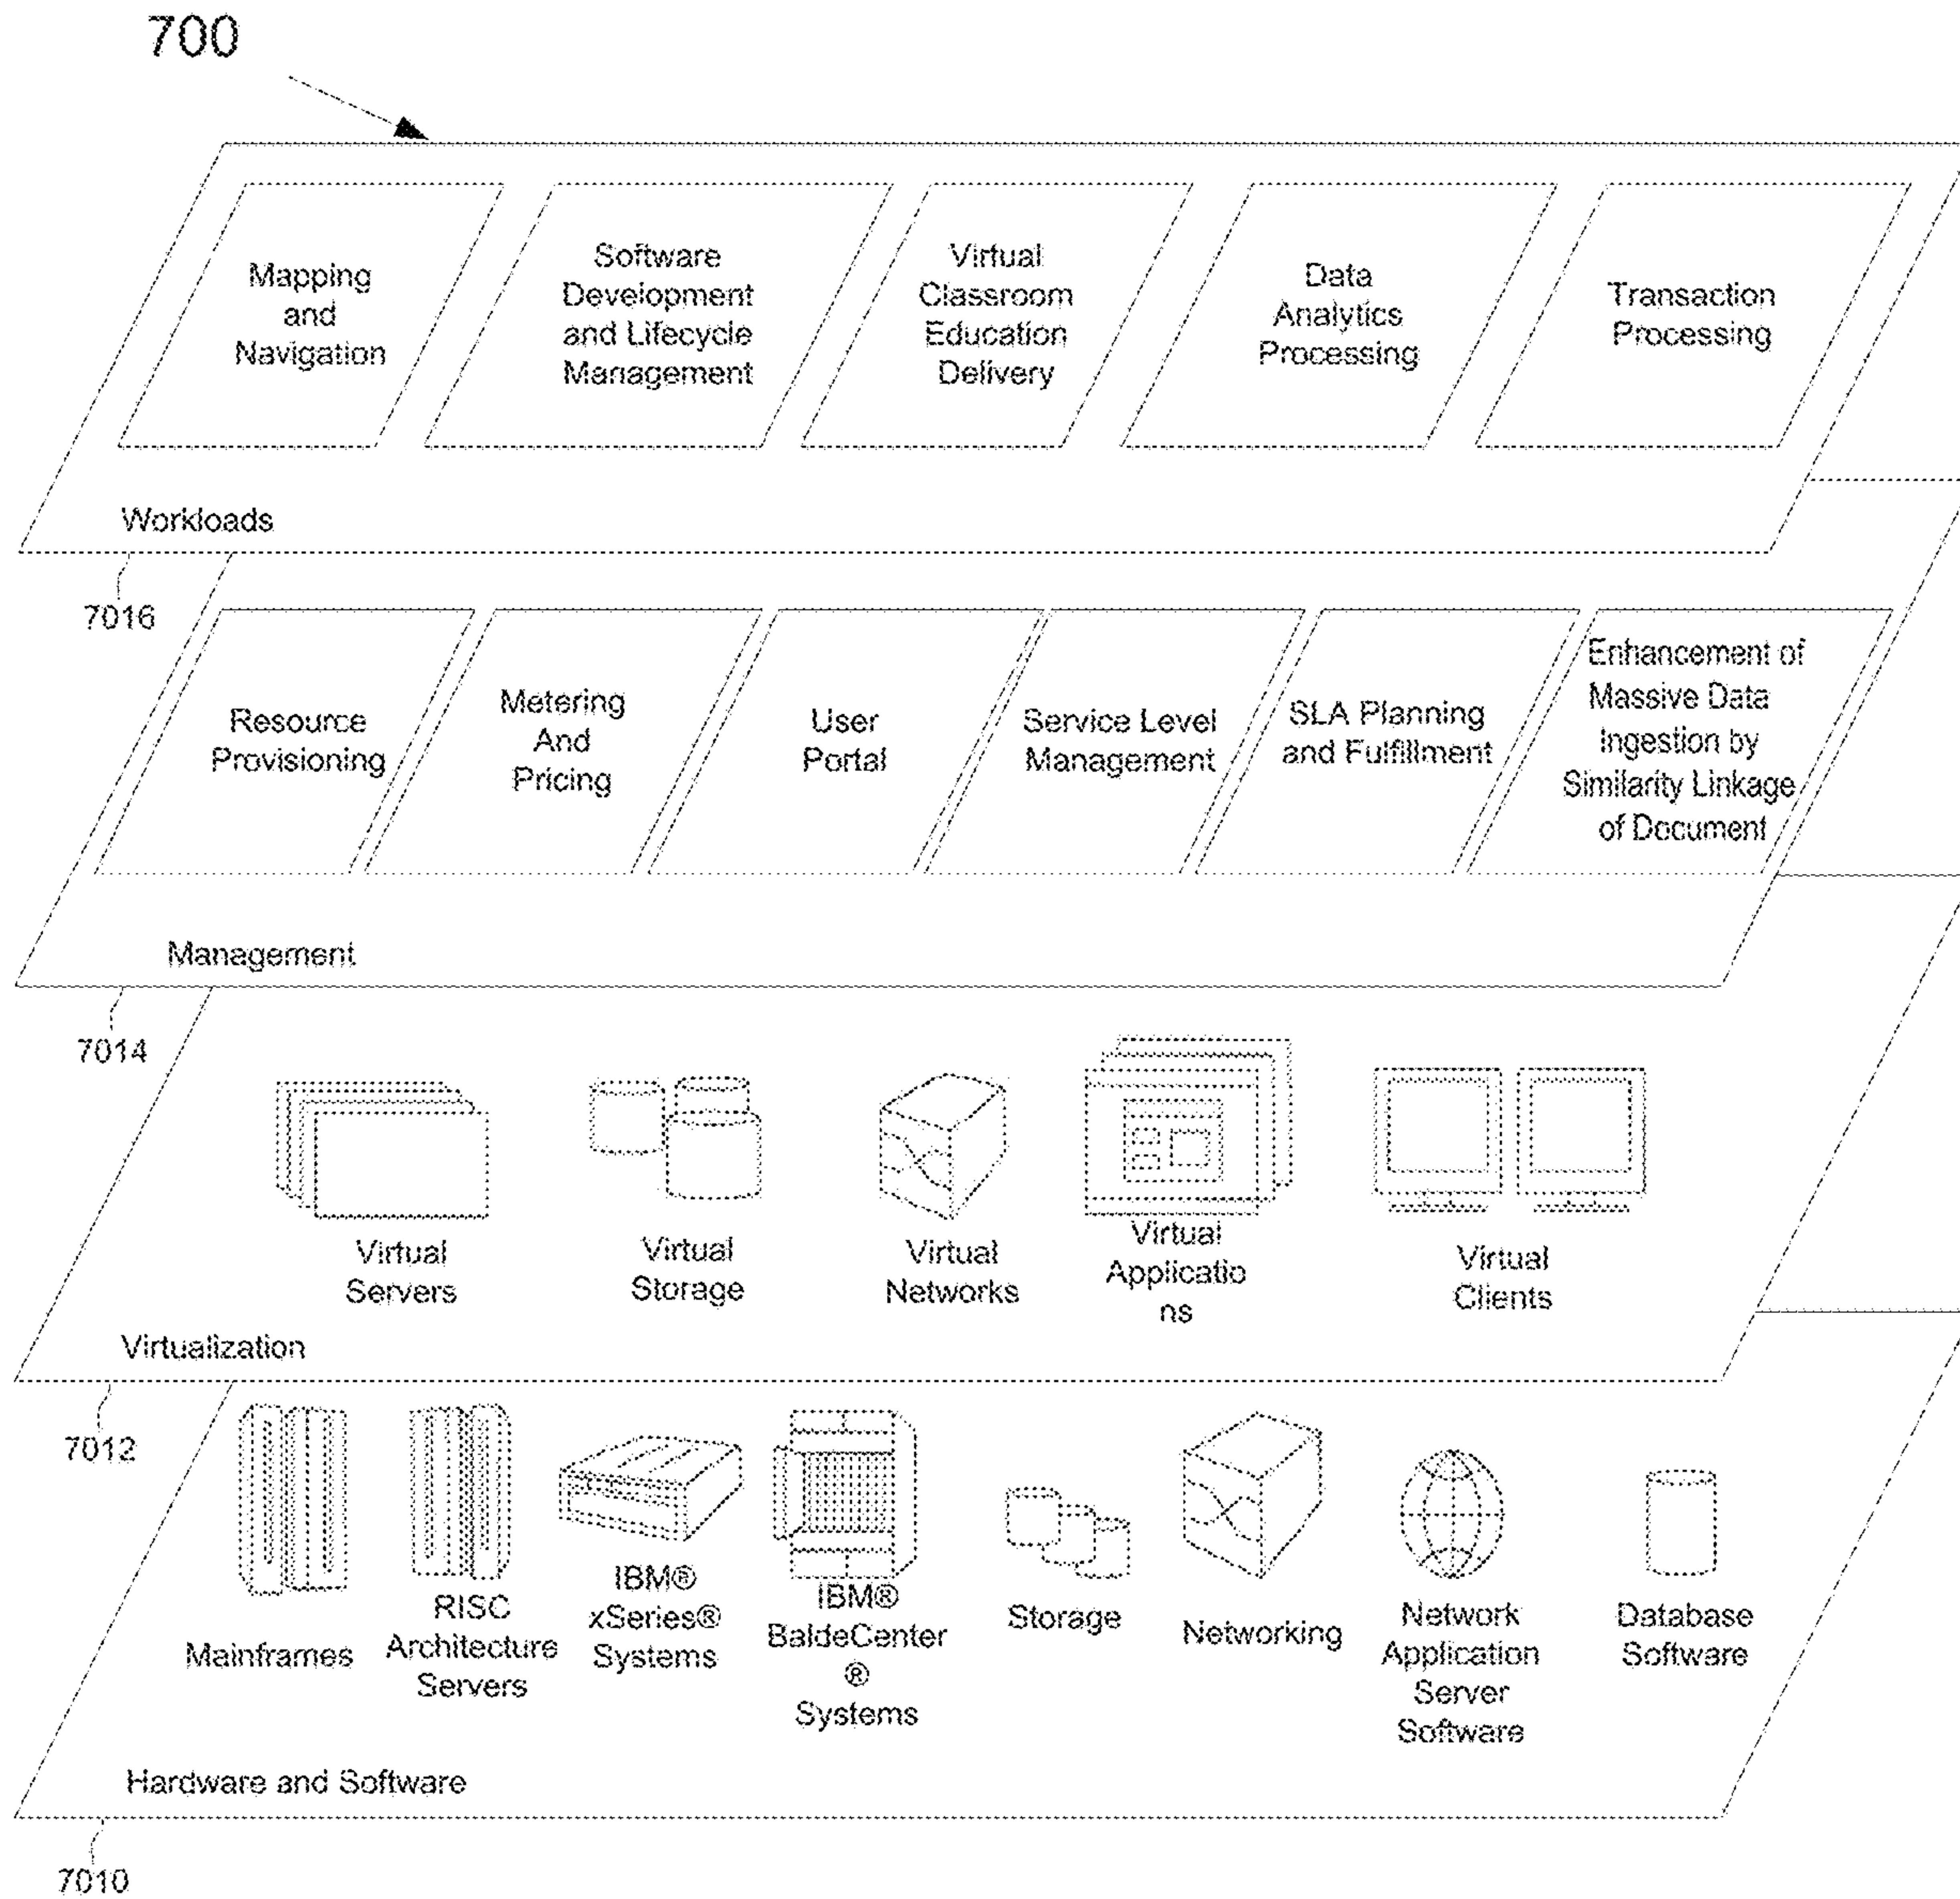 700
Mapping
and
Navigation
Software
Development
and Lifecycle
Management
Virtual
Classroom
Education
Delivery
Data
Analytics
Processing
Transaction
Processing
Workloads
7016
Resource
Provisioning
Metering
And
Pricing
User
Portal
Service Level
Management
SLA Planning
and Fulfillment
Enhancement of
Massive Data
Ingestion by
Similarity Linkage
of Document
Management
7014
Virtual
Servers
Virtual
Storage
Virtual
Networks
Virtual
Applicatio
ns
Virtual
Clients
Virtualization
7012
Mainframes
RISC
Architecture
Servers
IBM®
xSeries®
Systems
IBM®
BaldeCenter
®
Systems
Storage
Networking
Network
Application
Server
Software
Database
Software
Hardware and Software
7010